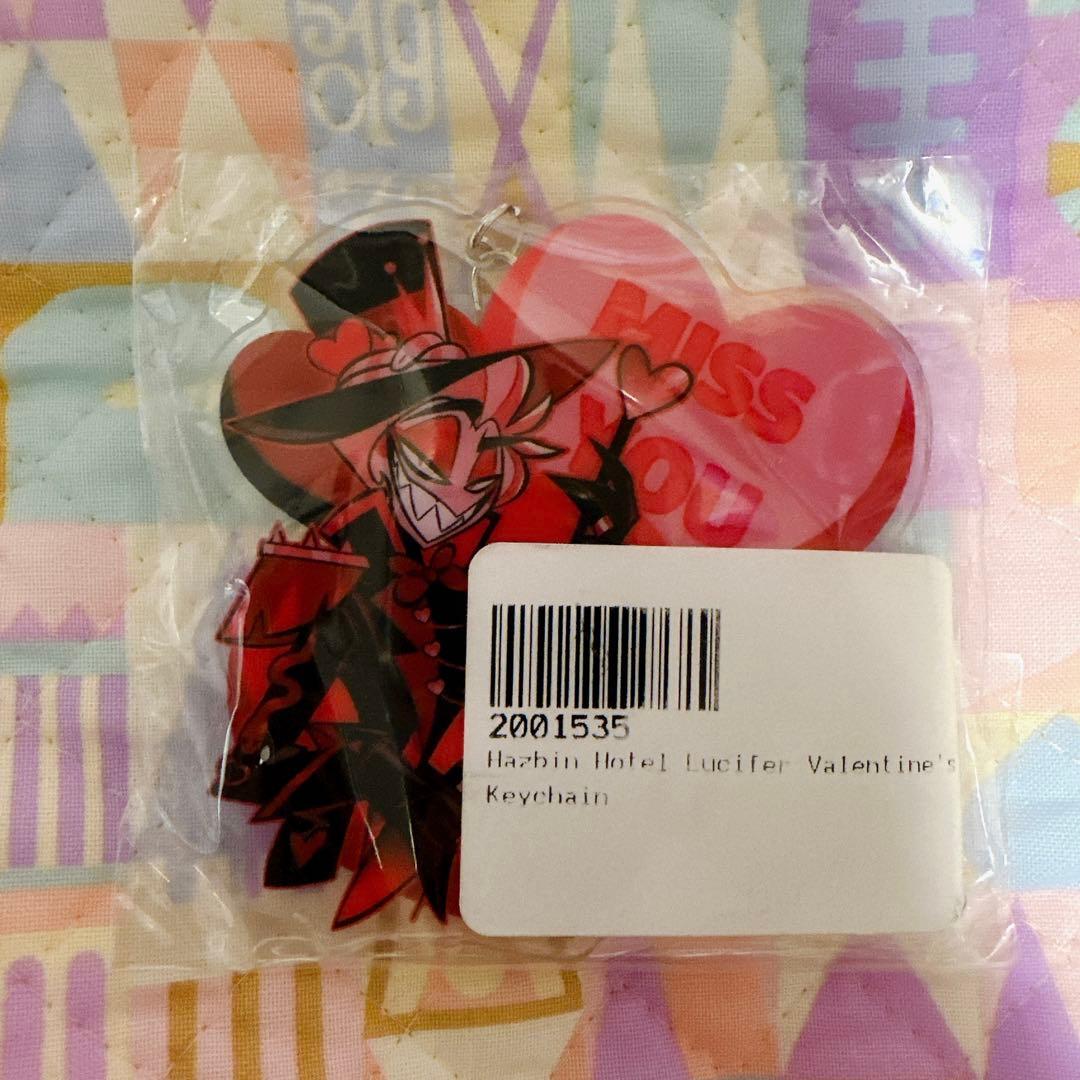 MISS
YOU
2001535
Hazbin Hotel Lucifer Valentine's
Keychain